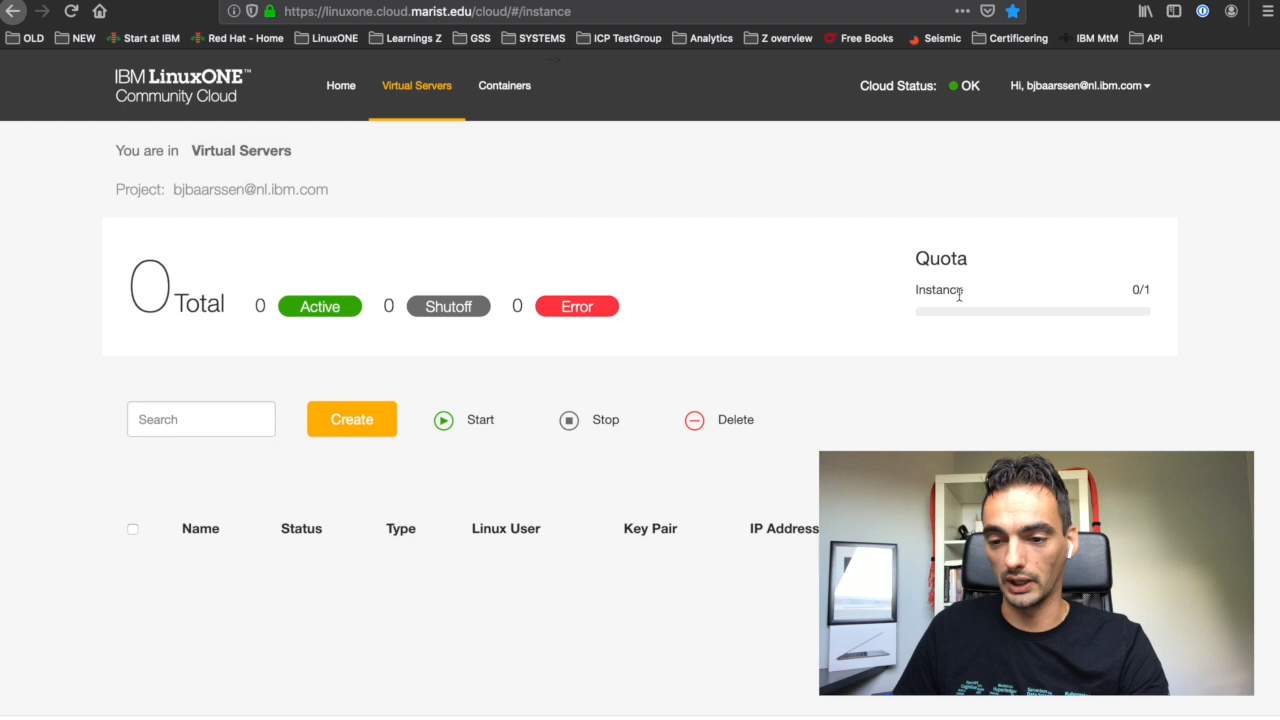 https://linuxone.cloud.marist.edu/cloud/#/instance
OLD NEW Start at IBM Red Hat - Home LinuxONE Learnings Z GSS SYSTEMS ICP TestGroup Analytics Z overview Free Books Seismic Certificering IBM MtM API
-->
IBM LinuxONE™
Community Cloud
Home Virtual Servers Containers
Cloud Status: OK Hi, bjbaarssen@nl.ibm.com
You are in Virtual Servers
Project: bjbaarssen@nl.ibm.com
Quota
Instance 0/1
0 Total 0 Active 0 Shutoff 0 Error
Search Create Start Stop Delete
Name Status Type Linux User Key Pair IP Address